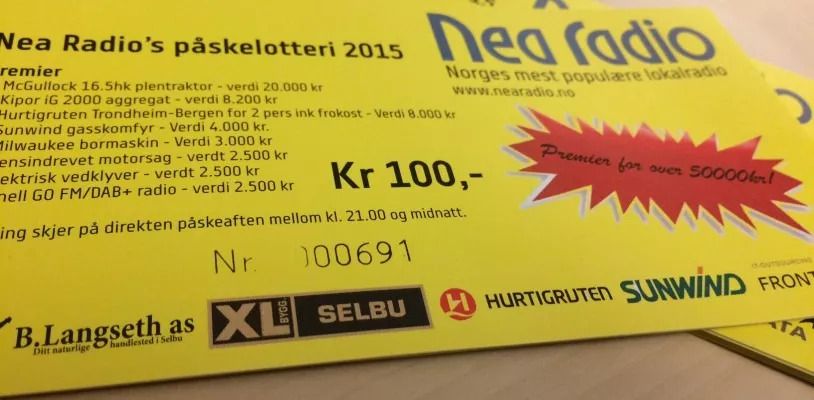 Nea Radio's påskelotteri 2015
nea radio
Norges mest populære lokalradio
www.nearadio.no
remier
McGullock 16.5hk plentraktor - verdi 20.000 kr
Kipor iG 2000 aggregat - verdi 8.200 kr
Hurtigruten Trondheim-Bergen for 2 pers ink frokost - Verdi 8.000 kr
Sunwind gasskomfyr - Verdi 4.000 kr.
Milwaukee bormaskin - Verdi 3.000 kr
ensindrevet motorsag - verdt 2.500 kr
ektrisk vedklyver - verdt 2.500 kr
nell GO FM/DAB+ radio - verdi 2.500 kr
Kr 100,-
Premier for over 50000kr!
ing skjer på direkten påskeaften mellom kl. 21.00 og midnatt.
Nr. 000691
B.Langseth as
Ditt naturlige handlested i Selbu
XL BYGG. SELBU
HURTIGRUTEN
SUNWIND
IT-OUTSOURCING
FRONT
ATA